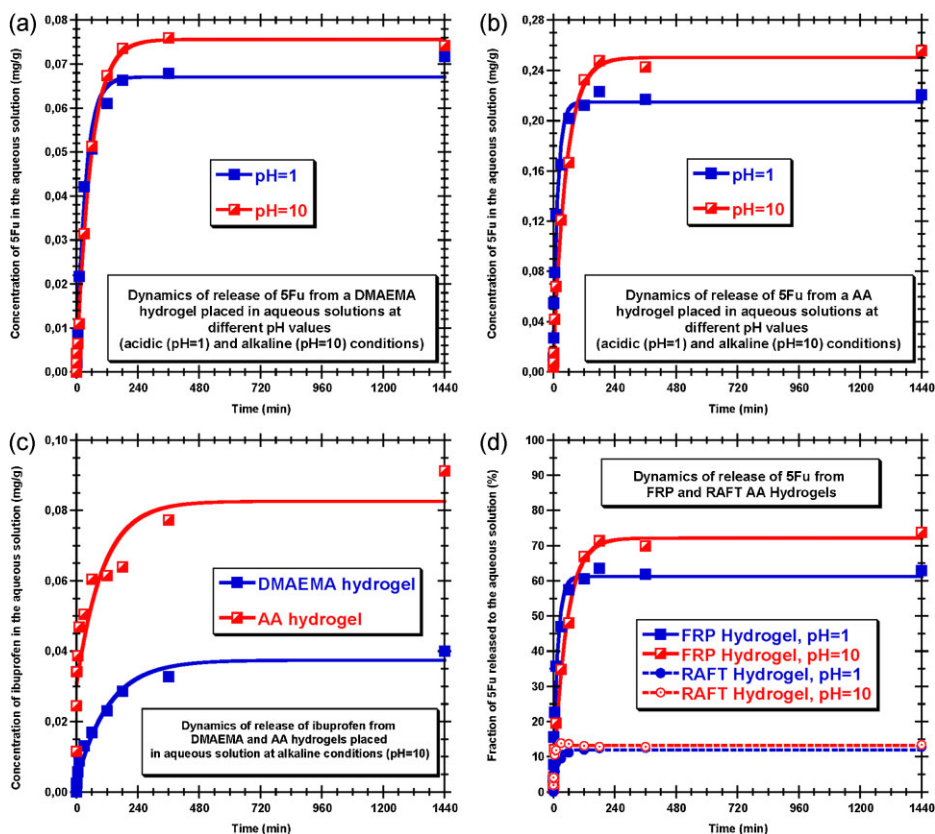 (a)
Concentration of 5Fu in the aqueous solution (mg/g)
0,08
0,07
0,06
0,05
0,04
0,03
0,02
0,01
0,00
pH=1
pH=10
Dynamics of release of 5Fu from a DMAEMA
hydrogel placed in aqueous solutions at
different pH values
(acidic (pH=1) and alkaline (pH=10) conditions)
0 240 480 720 960 1200 1440
Time (min)
(b)
Concentration of 5Fu in the aqueous solution (mg/g)
0,28
0,24
0,20
0,16
0,12
0,08
0,04
0,00
pH=1
pH=10
Dynamics of release of 5Fu from a AA
hydrogel placed in aqueous solutions at
different pH values
(acidic (pH=1) and alkaline (pH=10) conditions)
0 240 480 720 960 1200 1440
Time (min)
(c)
Concentration of ibuprofen in the aqueous solution (mg/g)
0,10
0,08
0,06
0,04
0,02
0,00
DMAEMA hydrogel
AA hydrogel
Dynamics of release of ibuprofen from
DMAEMA and AA hydrogels placed
in aqueous solution at alkaline conditions (pH=10)
0 240 480 720 960 1200 1440
Time (min)
(d)
Fraction of 5Fu released to the aqueous solution (%)
100
90
80
70
60
50
40
30
20
10
0
Dynamics of release of 5Fu from
FRP and RAFT AA Hydrogels
FRP Hydrogel, pH=1
FRP Hydrogel, pH=10
RAFT Hydrogel, pH=1
RAFT Hydrogel, pH=10
0 240 480 720 960 1200 1440
Time (min)